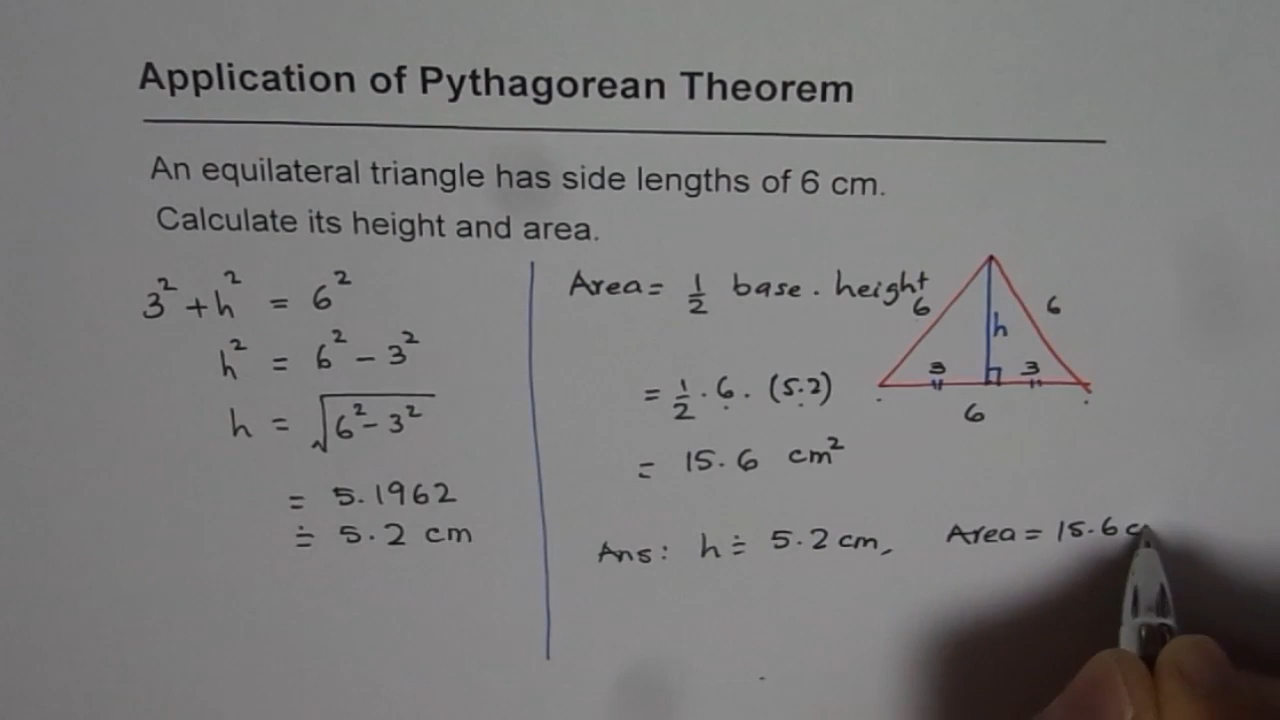 Application of Pythagorean Theorem
An equilateral triangle has side lengths of 6 cm.
Calculate its height and area.
3² + h² = 6²
h² = 6² − 3²
h = √(6² − 3²)
= 5.1962
≐ 5.2 cm
Area = 1/2 base . height
= 1/2 . 6 . (5.2)
= 15.6 cm²
Ans: h ≐ 5.2 cm, Area = 15.6 c
6 6
h
3 3
6